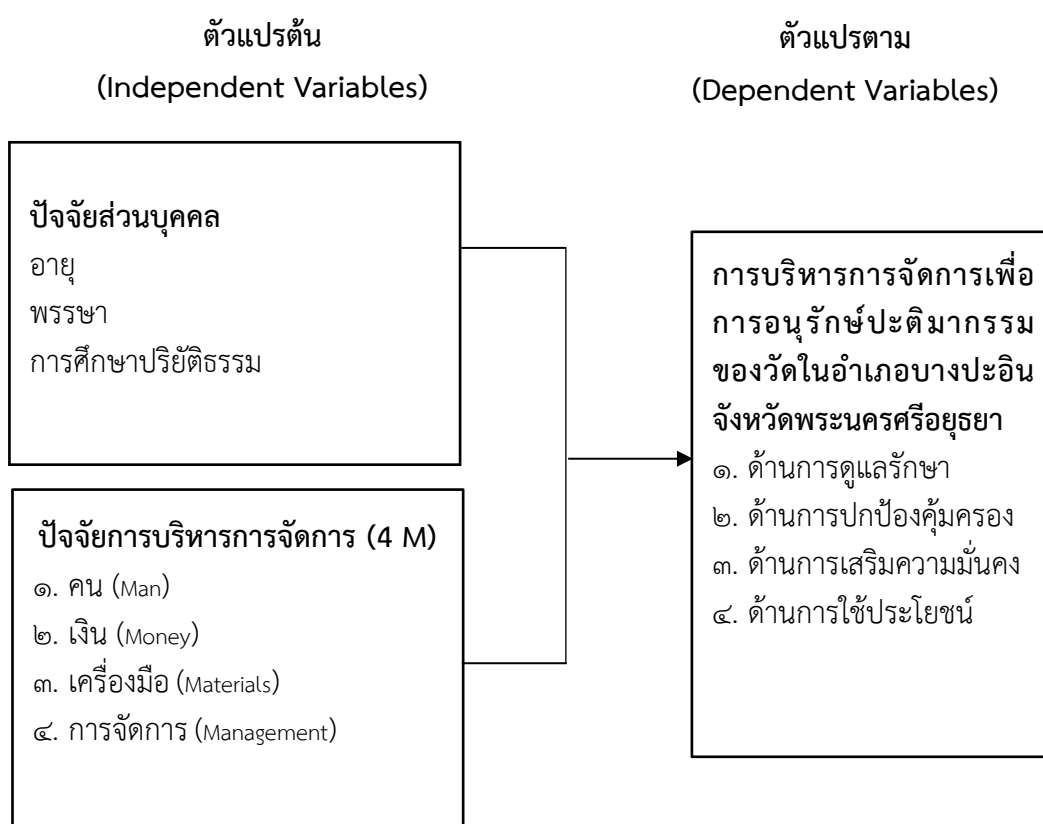 ตัวแปรต้น
(Independent Variables)
ปัจจัยส่วนบุคคล
อายุ
พรรษา
การศึกษาปริยัติธรรม
ปัจจัยการบริหารการจัดการ (4 M)
๑. คน (Man)
๒. เงิน (Money)
๓. เครื่องมือ (Materials)
๔. การจัดการ (Management)
ตัวแปรตาม
(Dependent Variables)
การบริหารการจัดการเพื่อ
การอนุรักษ์ปะติมากรรม
ของวัดในอำเภอบางปะอิน
จังหวัดพระนครศรีอยุธยา
๑. ด้านการดูแลรักษา
๒. ด้านการปกป้องคุ้มครอง
๓. ด้านการเสริมความมั่นคง
๔. ด้านการใช้ประโยชน์